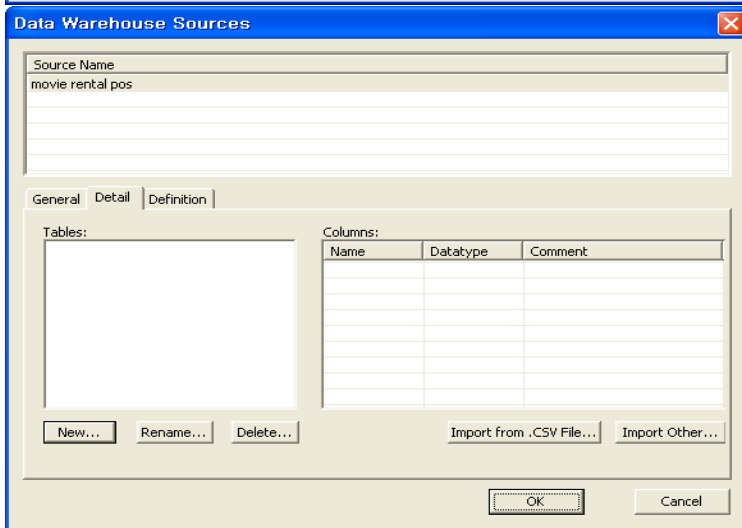 Data Warehouse Sources
Source Name
movie rental pos
General Detail Definition
Tables: Columns:
Name Datatype Comment
New... Rename... Delete... Import from .CSV File... Import Other...
OK Cancel